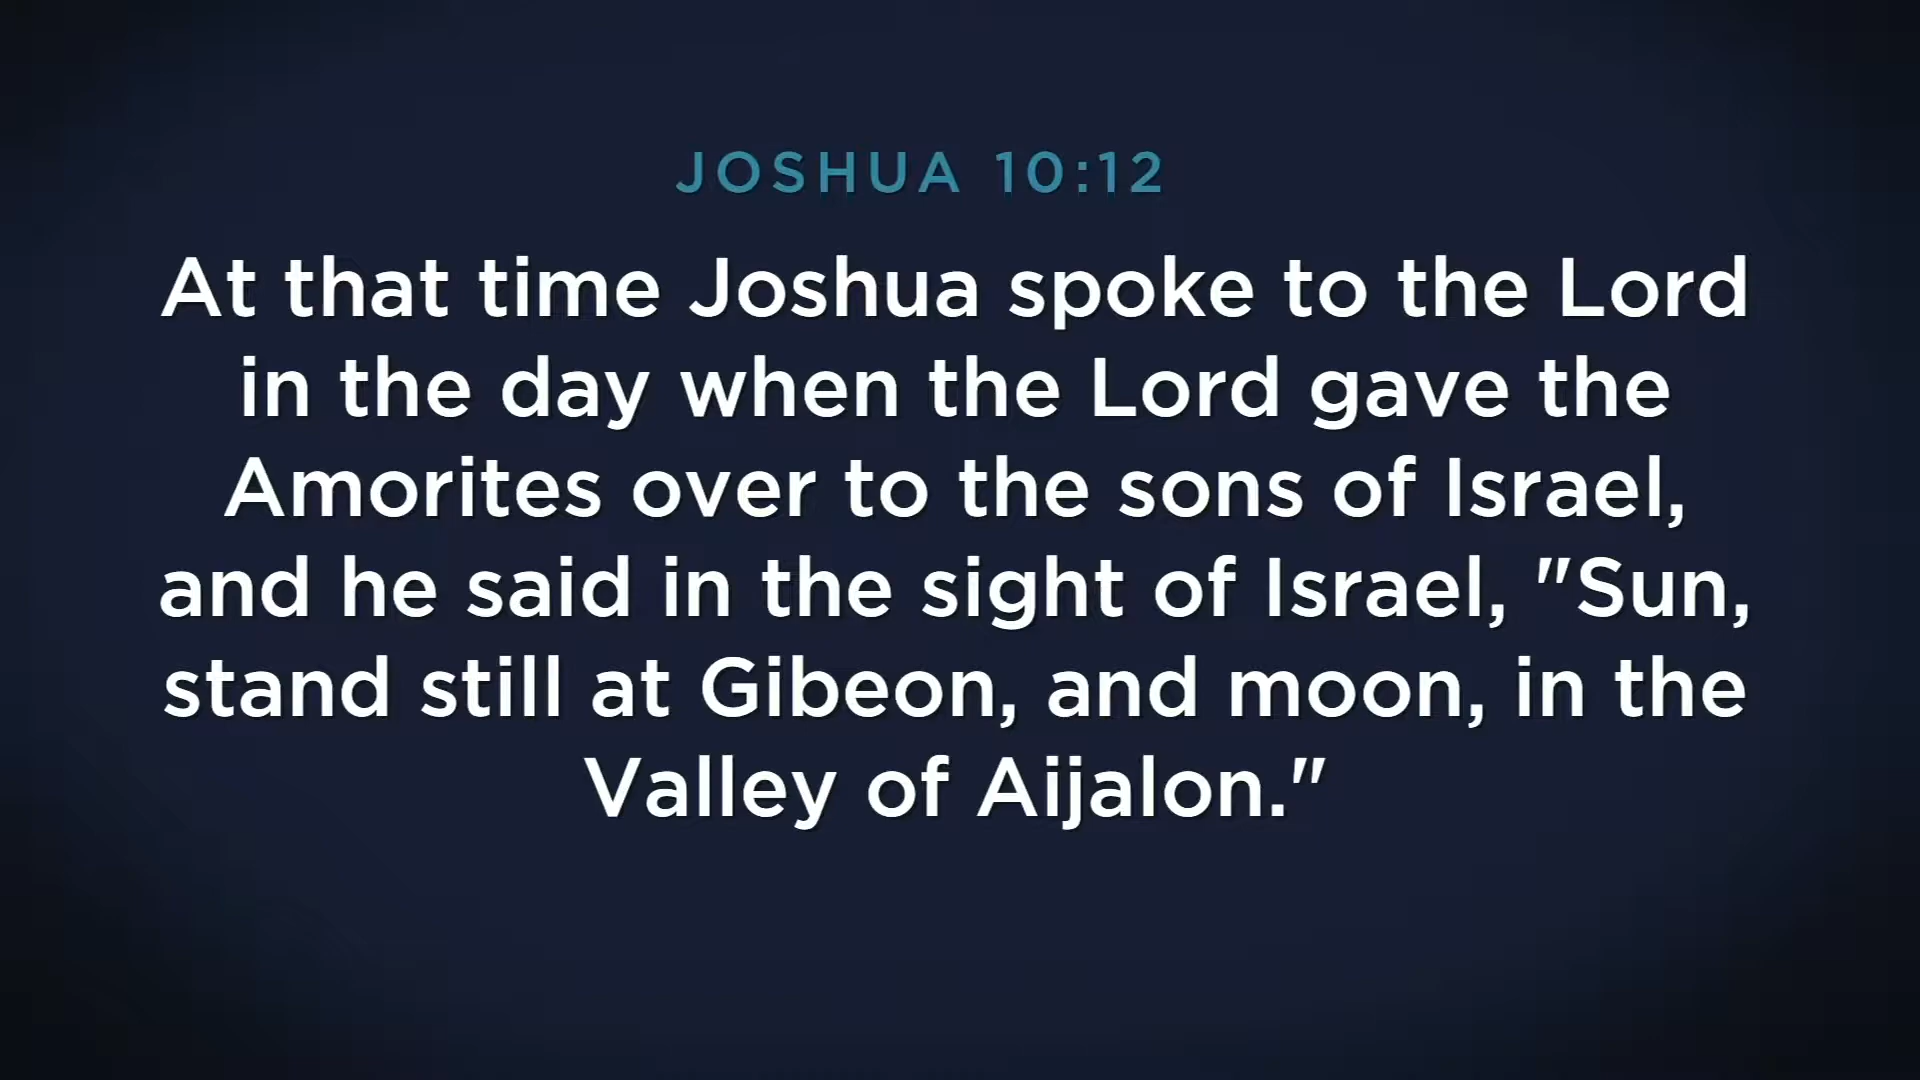 JOSHUA 10:12
At that time Joshua spoke to the Lord
in the day when the Lord gave the
Amorites over to the sons of Israel,
and he said in the sight of Israel, "Sun,
stand still at Gibeon, and moon, in the
Valley of Aijalon."